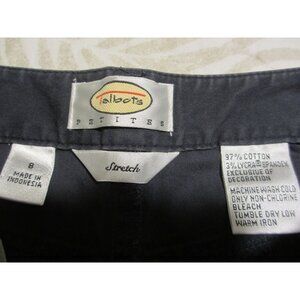 Talbots
PETITES
8
MADE IN
INDONESIA
Stretch
97% COTTON
3% LYCRA® SPANDEX
EXCLUSIVE OF
DECORATION
MACHINE WASH COLD
ONLY NON-CHLORINE
BLEACH
TUMBLE DRY LOW
WARM IRON